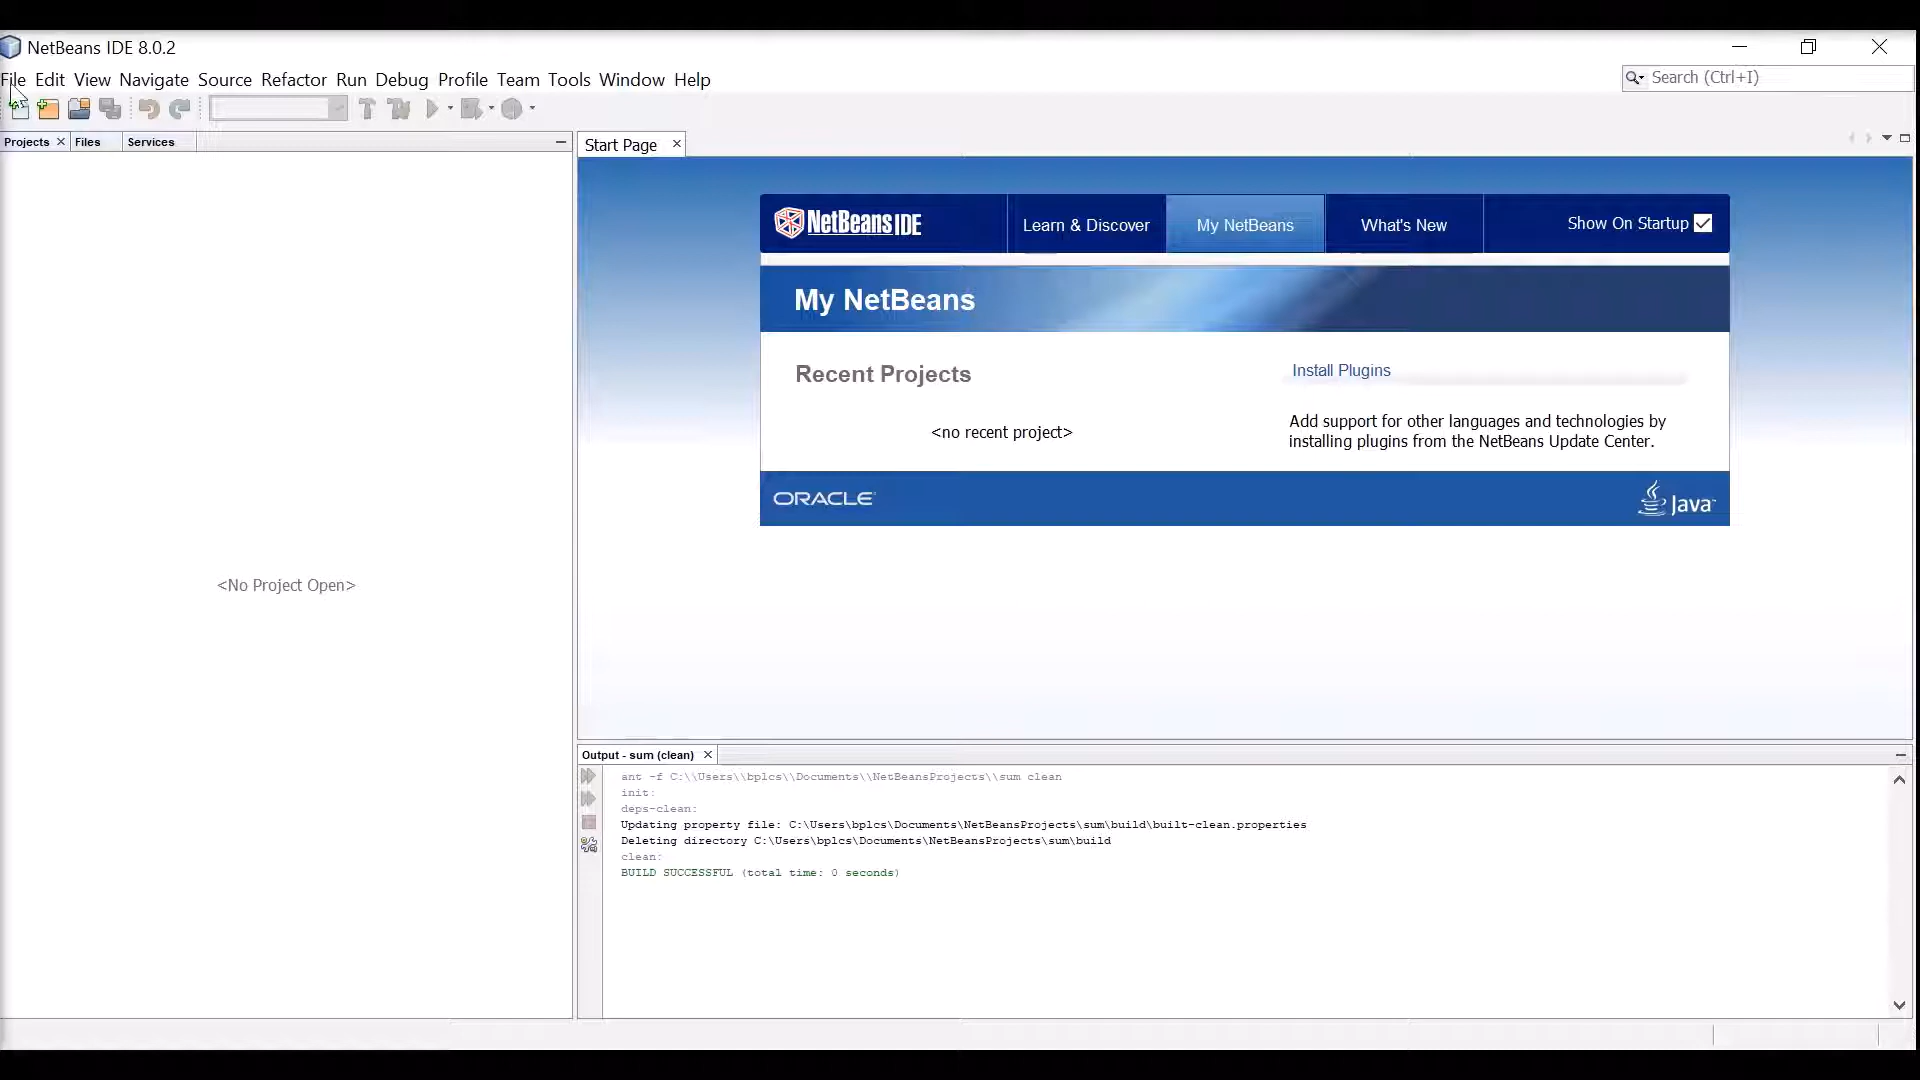 NetBeans IDE 8.0.2
File Edit View Navigate Source Refactor Run Debug Profile Team Tools Window Help
Search (Ctrl+I)
Projects Files Services
Start Page
NetBeans IDE
Learn & Discover
My NetBeans
What's New
Show On Startup
My NetBeans
Recent Projects
<no recent project>
Install Plugins
Add support for other languages and technologies by
installing plugins from the NetBeans Update Center.
ORACLE
Java
<No Project Open>
Output - sum (clean)
ant -f C:\\Users\\bplcs\\Documents\\NetBeansProjects\\sum clean
init:
deps-clean:
Updating property file: C:\Users\bplcs\Documents\NetBeansProjects\sum\build\built-clean.properties
Deleting directory C:\Users\bplcs\Documents\NetBeansProjects\sum\build
clean:
BUILD SUCCESSFUL (total time: 0 seconds)